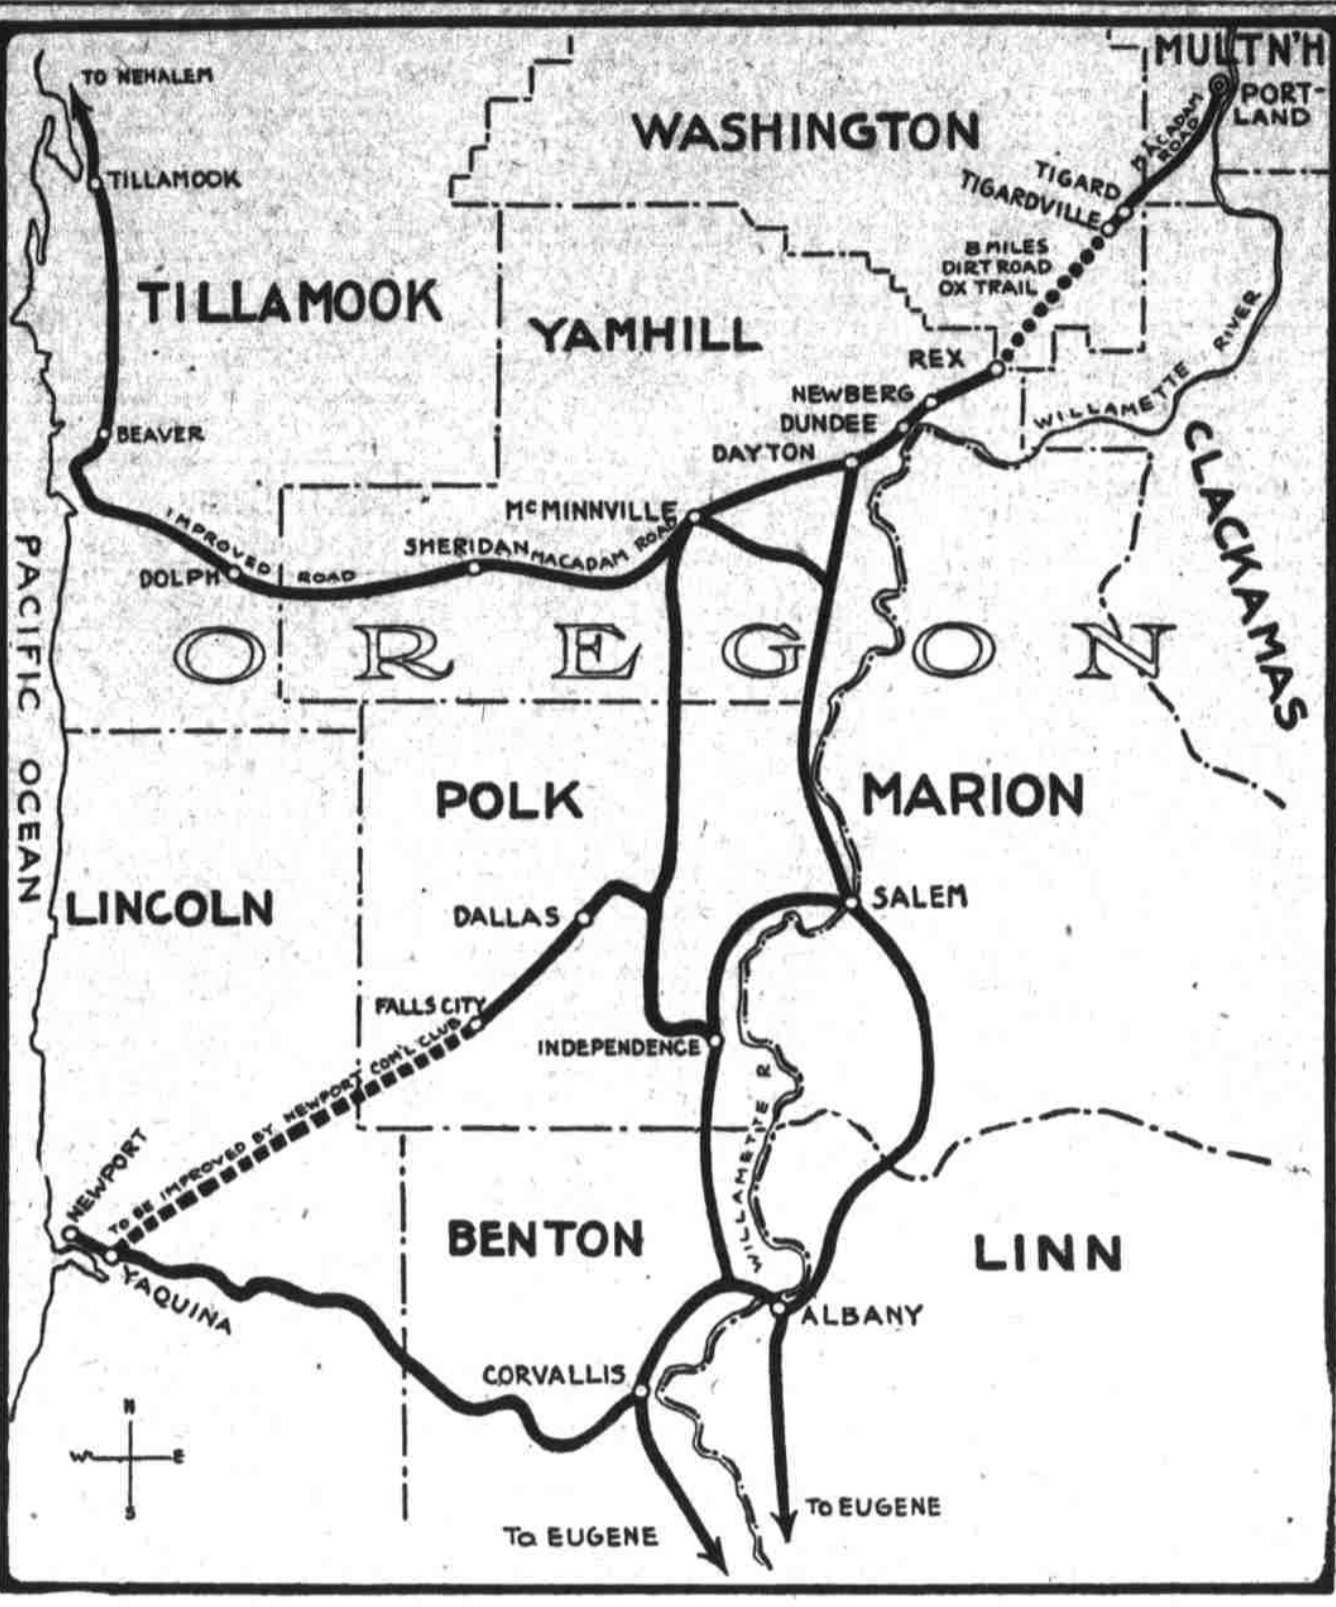 TO NEHALEM
MULTN'H
PORT-
LAND
MACADAM
ROAD
WASHINGTON
TIGARD
TIGARDVILLE
TILLAMOOK
8 MILES
DIRT ROAD
OX TRAIL
TILLAMOOK
YAMHILL
WILLAMETTE RIVER
REX
NEWBERG
DUNDEE
DAYTON
BEAVER
CLACKAMAS
McMINNVILLE
SHERIDAN
MACADAM ROAD
IMPROVED ROAD
DOLPH
PACIFIC OCEAN
OREGON
POLK
MARION
LINCOLN
DALLAS
SALEM
FALLS CITY
INDEPENDENCE
TO BE IMPROVED BY NEWPORT COM'L CLUB
WILLAMETTE R
NEWPORT
YAQUINA
BENTON
LINN
ALBANY
CORVALLIS
N
W E
S
TO EUGENE
TO EUGENE